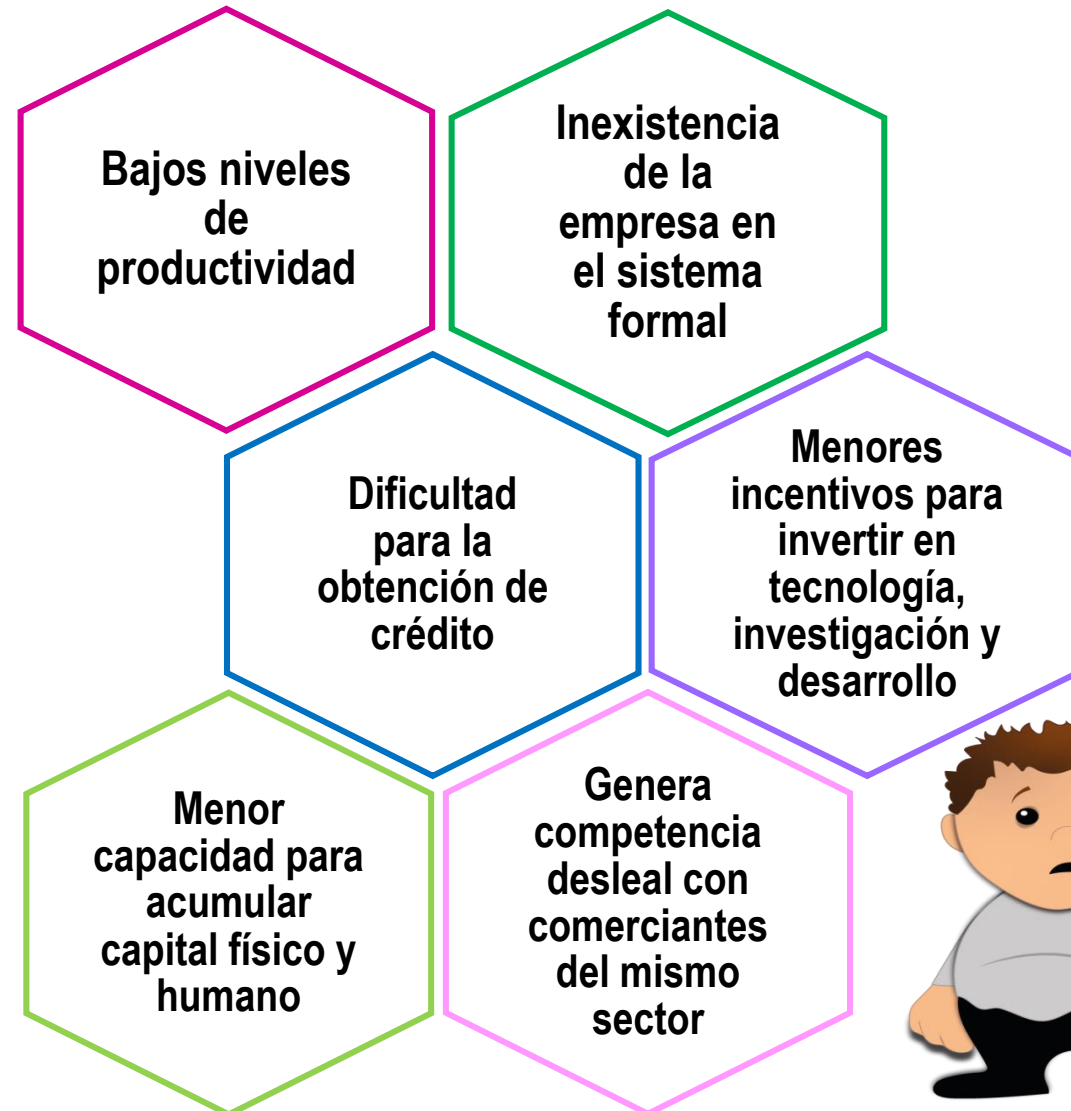 Bajos niveles
de
productividad
Inexistencia
de la
empresa en
el sistema
formal
Dificultad
para la
obtención de
crédito
Menores
incentivos para
invertir en
tecnología,
investigación y
desarrollo
Menor
capacidad para
acumular
capital físico y
humano
Genera
competencia
desleal con
comerciantes
del mismo
sector